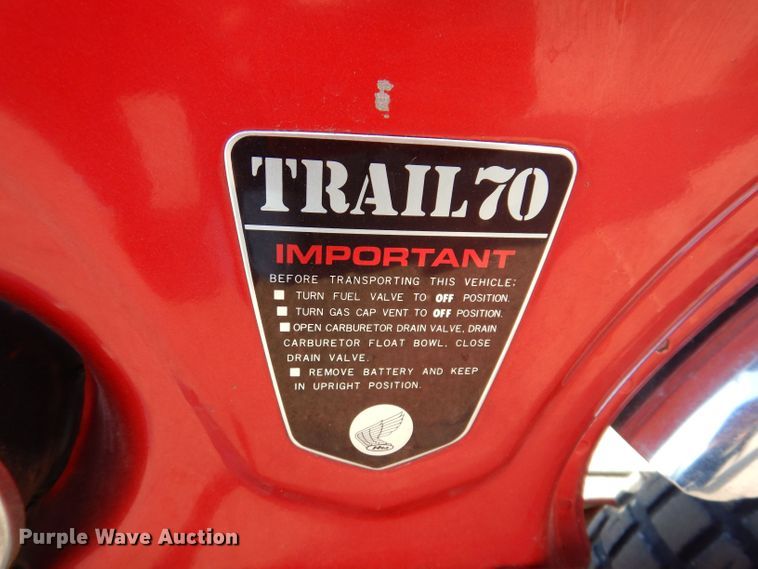 TRAIL 70
IMPORTANT
BEFORE TRANSPORTING THIS VEHICLE;
TURN FUEL VALVE TO OFF POSITION.
TURN GAS CAP VENT TO OFF POSITION.
OPEN CARBURETOR DRAIN VALVE, DRAIN
CARBURETOR FLOAT BOWL, CLOSE
DRAIN VALVE.
REMOVE BATTERY AND KEEP
IN UPRIGHT POSITION.
Purple Wave Auction